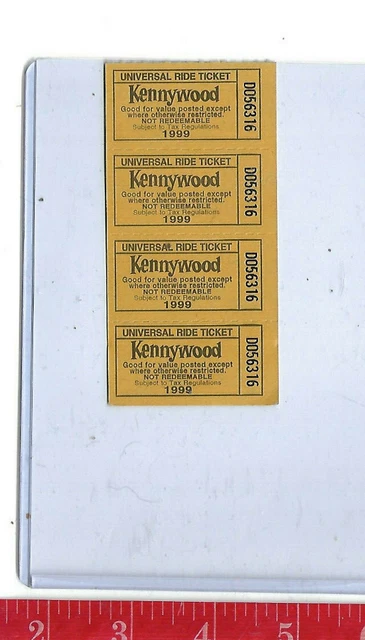 UNIVERSAL RIDE TICKET
Kennywood
Good for value posted except
where otherwise restricted.
NOT REDEEMABLE
Subject to Tax Regulations
1999
D056316
UNIVERSAL RIDE TICKET
Kennywood
Good for value posted except
where otherwise restricted.
NOT REDEEMABLE
Subject to Tax Regulations
1999
D056316
UNIVERSAL RIDE TICKET
Kennywood
Good for value posted except
where otherwise restricted.
NOT REDEEMABLE
Subject to Tax Regulations
1999
D056316
UNIVERSAL RIDE TICKET
Kennywood
Good for value posted except
where otherwise restricted.
NOT REDEEMABLE
Subject to Tax Regulations
1999
D056316
2 3 4 5